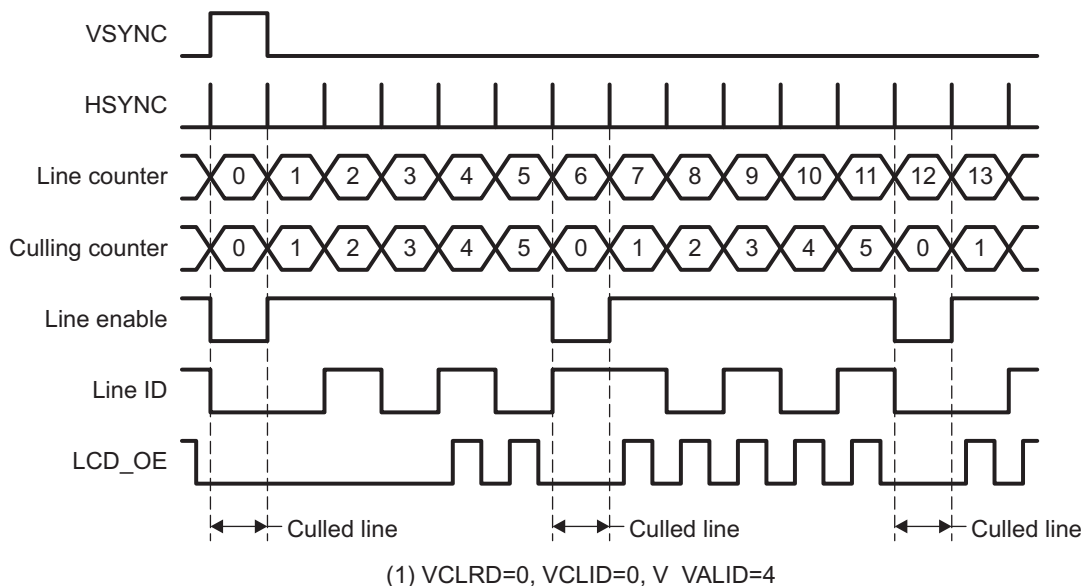 VSYNC
HSYNC
Line counter 0 1 2 3 4 5 6 7 8 9 10 11 12 13
Culling counter 0 1 2 3 4 5 0 1 2 3 4 5 0 1
Line enable
Line ID
LCD_OE
Culled line Culled line Culled line
(1) VCLRD=0, VCLID=0, V_VALID=4